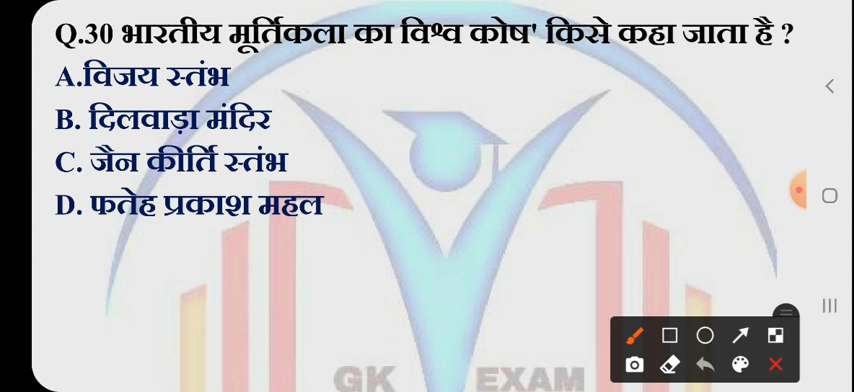 Q.30 भारतीय मूर्तिकला का विश्व कोष' किसे कहा जाता है ?
A.विजय स्तंभ
B. दिलवाड़ा मंदिर
C. जैन कीर्ति स्तंभ
D. फतेह प्रकाश महल
GK EXAM